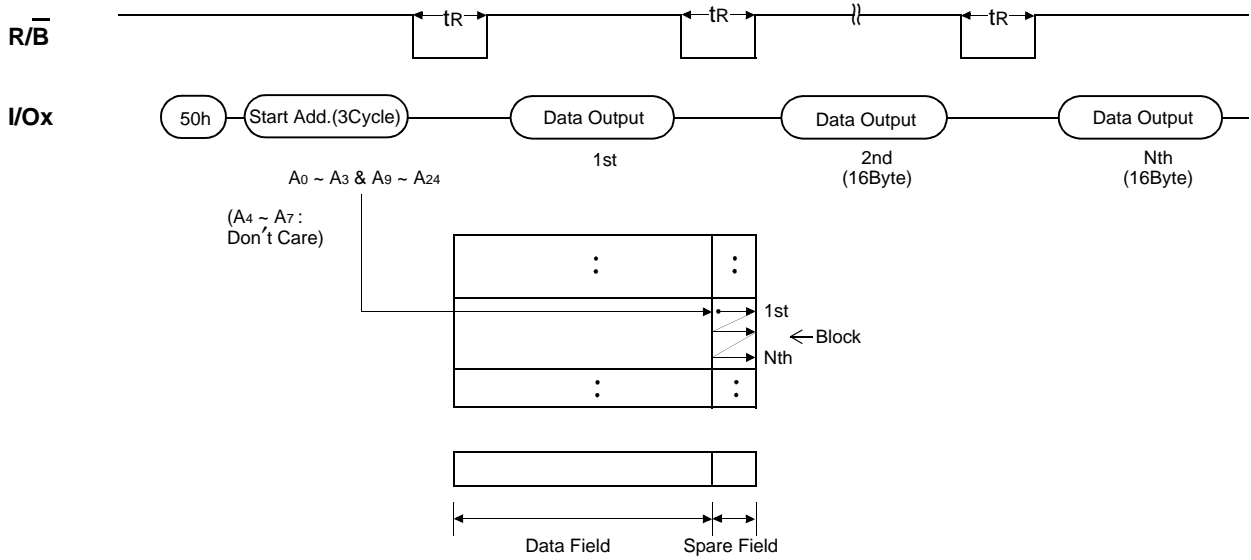 tR tR tR
R/B
I/Ox 50h Start Add.(3Cycle) Data Output Data Output Data Output
1st 2nd Nth
(16Byte) (16Byte)
A0 ~ A3 & A9 ~ A24
(A4 ~ A7 :
Don't Care)
1st
Block
Nth
Data Field Spare Field